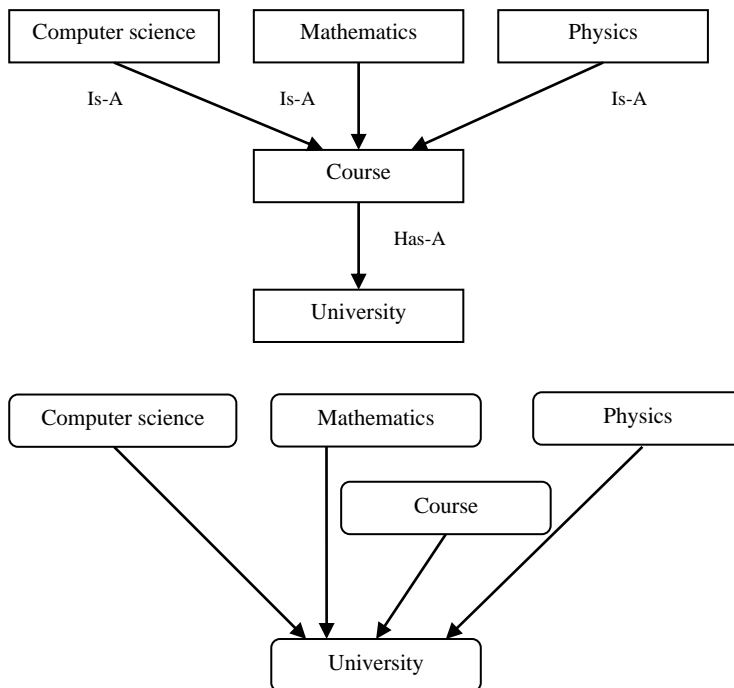 Computer science
Mathematics
Physics
Is-A
Is-A
Is-A
Course
Has-A
University
Computer science
Mathematics
Physics
Course
University